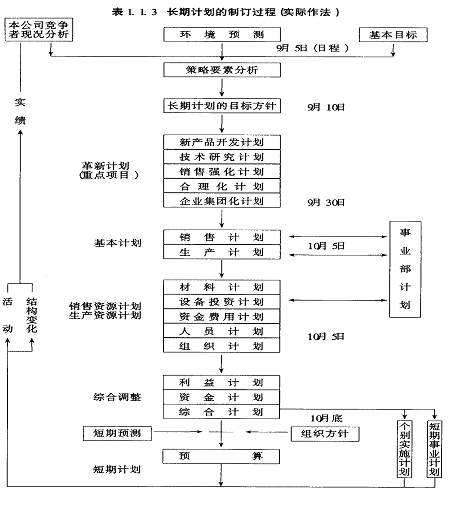 表1.1.3 长期计划的制订过程(实际作法)
本公司竞争
者现况分析
环境预测
基本目标
9月5日(日程)
策略要素分析
实绩
长期计划的目标方针
9月10日
新产品开发计划
技术研究计划
销售强化计划
合理化计划
企业集团化计划
革新计划
(重点项目)
9月30日
基本计划
销售计划
生产计划
10月5日
事业部计划
材料计划
设备投资计划
资金费用计划
人员计划
组织计划
销售资源计划
生产资源计划
10月5日
活动
结构变化
综合调整
利益计划
资金计划
综合计划
10月底
短期预测
组织方针
个别实施计划
短期事业计划
预算
短期计划